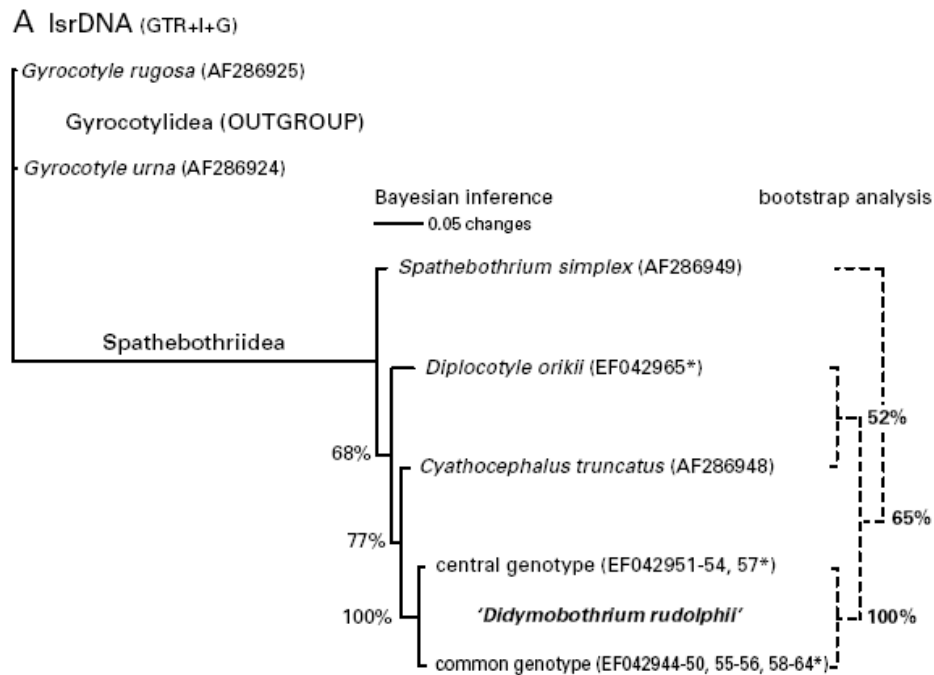 A lsrDNA (GTR+I+G)
Gyrocotyle rugosa (AF286925)
Gyrocotylidea (OUTGROUP)
Gyrocotyle urna (AF286924)
Bayesian inference
bootstrap analysis
0.05 changes
Spathebothrium simplex (AF286949)
Spathebothriidea
Diplocotyle orikii (EF042965*)
52%
68%
Cyathocephalus truncatus (AF286948)
65%
77%
central genotype (EF042951-54, 57*)
100%
'Didymobothrium rudolphii'
100%
common genotype (EF042944-50, 55-56, 58-64*)